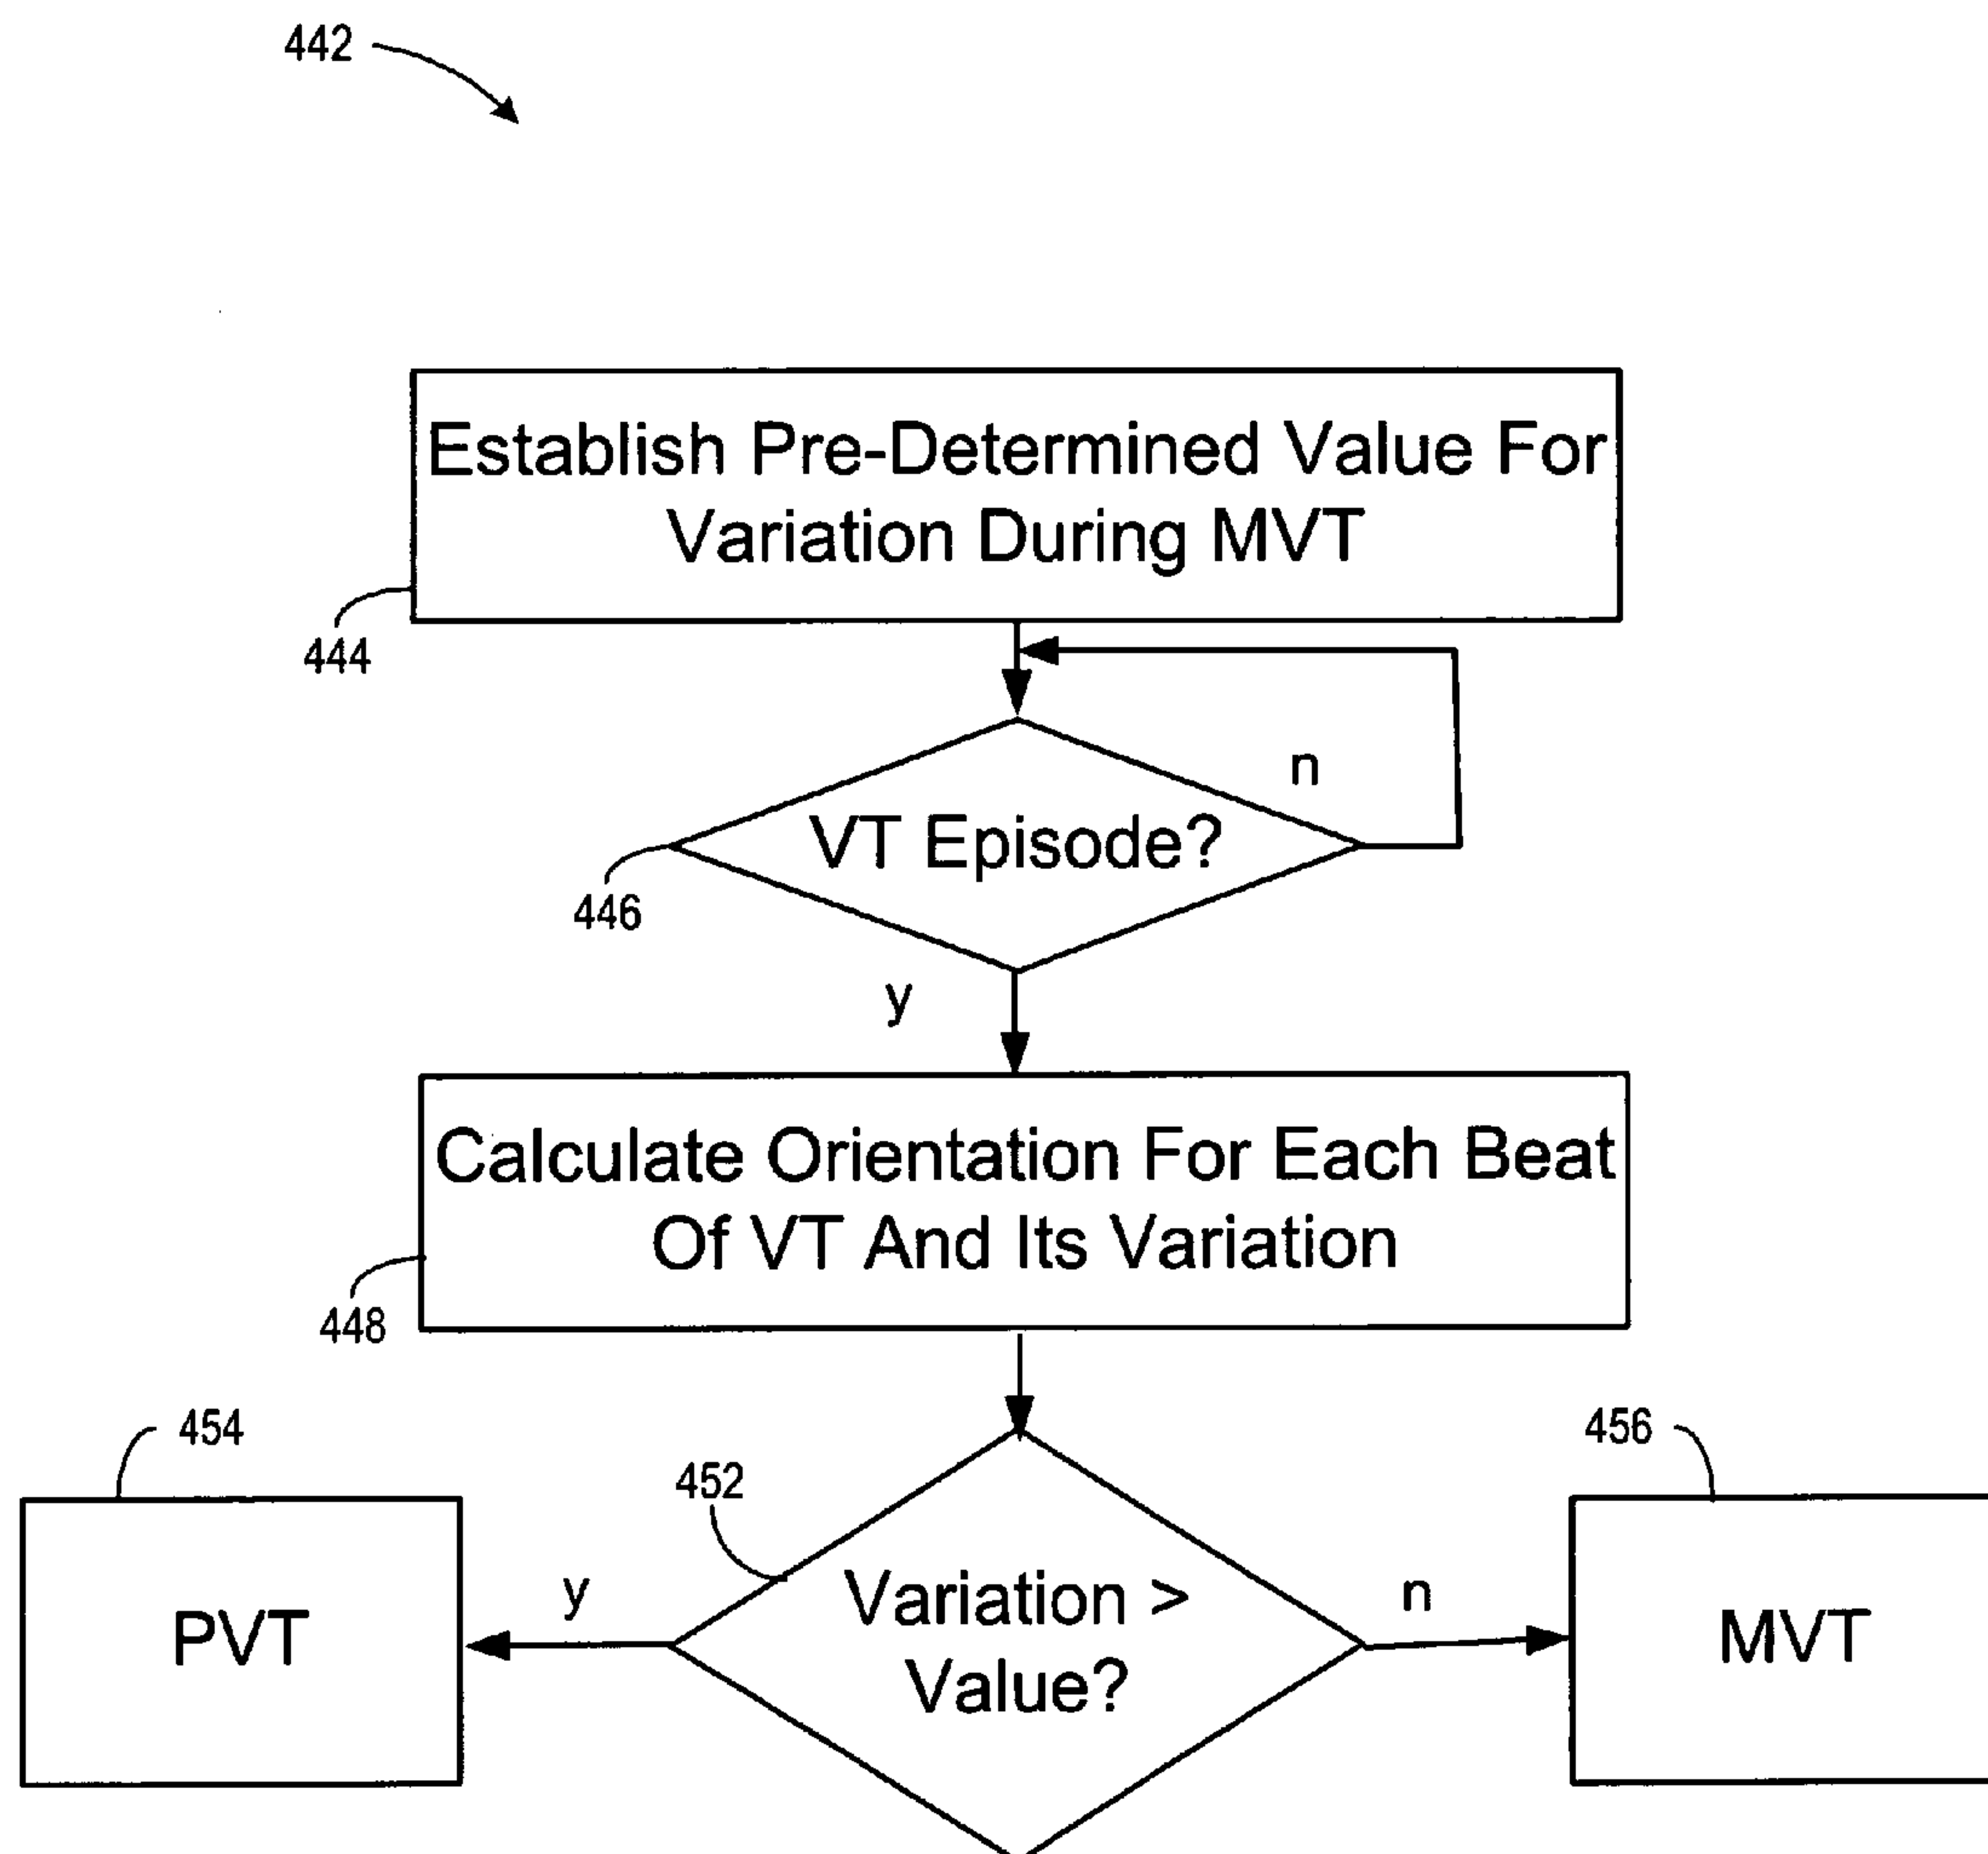 442
Establish Pre-Determined Value For
Variation During MVT
444
n
VT Episode?
446
y
Calculate Orientation For Each Beat
Of VT And Its Variation
448
454
452
456
PVT
y
Variation >
Value?
n
MVT